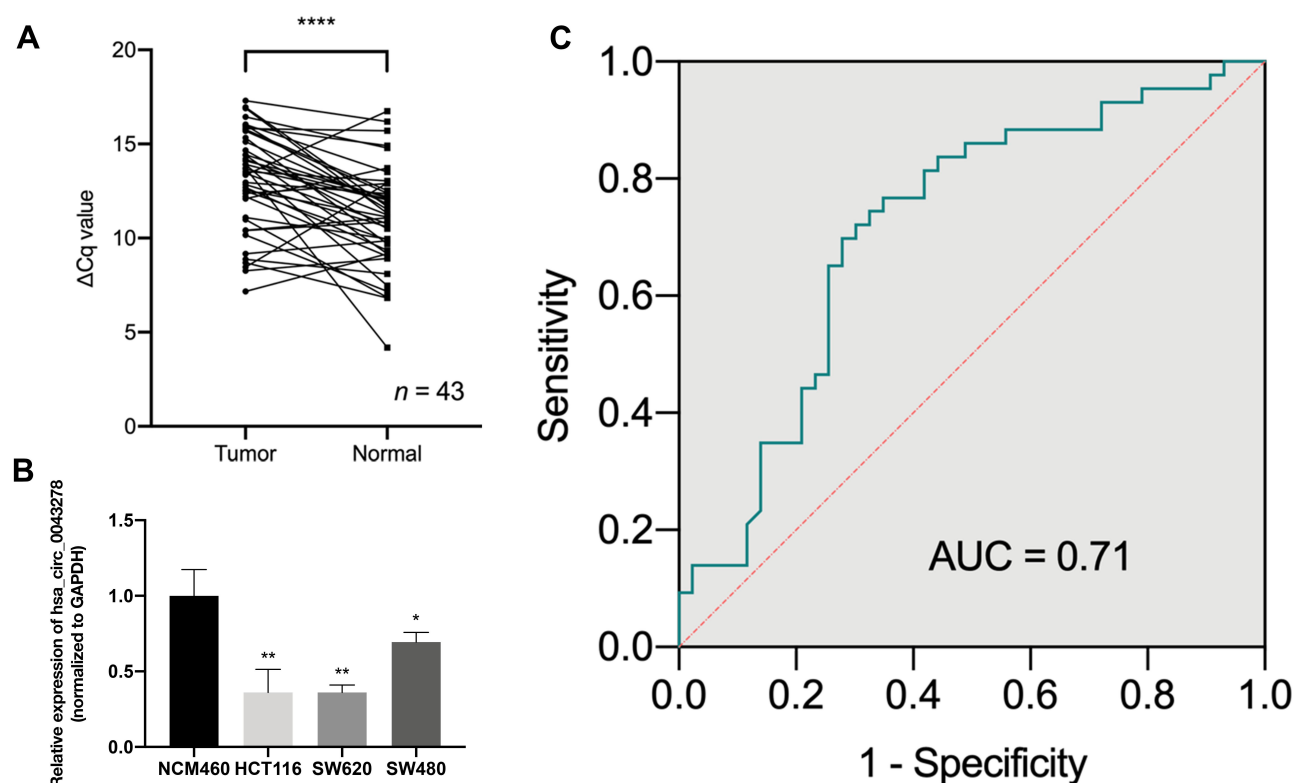 A
****
20
15
10
5
0
ΔCq value
n = 43
Tumor Normal
B
Relative expression of hsa_circ_0043278
(normalized to GAPDH)
1.5
1.0
0.5
0.0
**
**
*
NCM460 HCT116 SW620 SW480
C
1.0
0.8
0.6
0.4
0.2
0.0
Sensitivity
AUC = 0.71
0.0 0.2 0.4 0.6 0.8 1.0
1 - Specificity